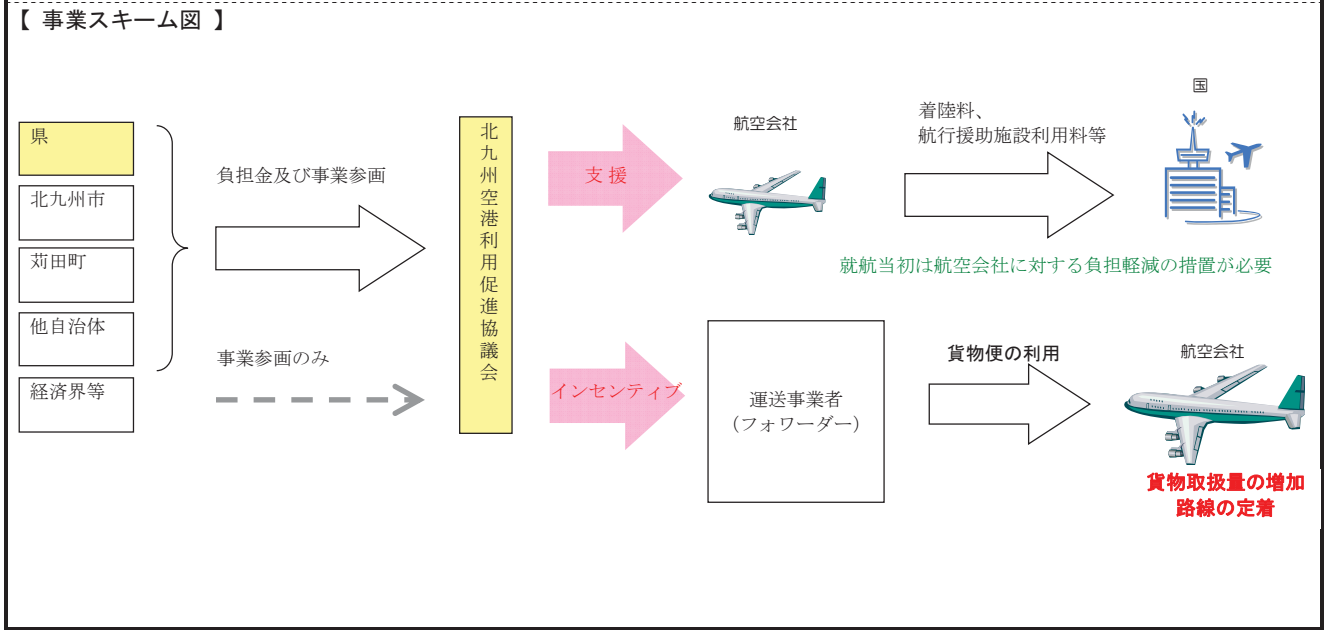 【 事業スキーム図 】
県
北九州市
苅田町
他自治体
経済界等
負担金及び事業参画
事業参画のみ
北九州空港利用促進協議会
支 援
航空会社
着陸料、
航行援助施設利用料等
国
就航当初は航空会社に対する負担軽減の措置が必要
インセンティブ
運送事業者
（フォワーダー）
貨物便の利用
航空会社
貨物取扱量の増加
路線の定着